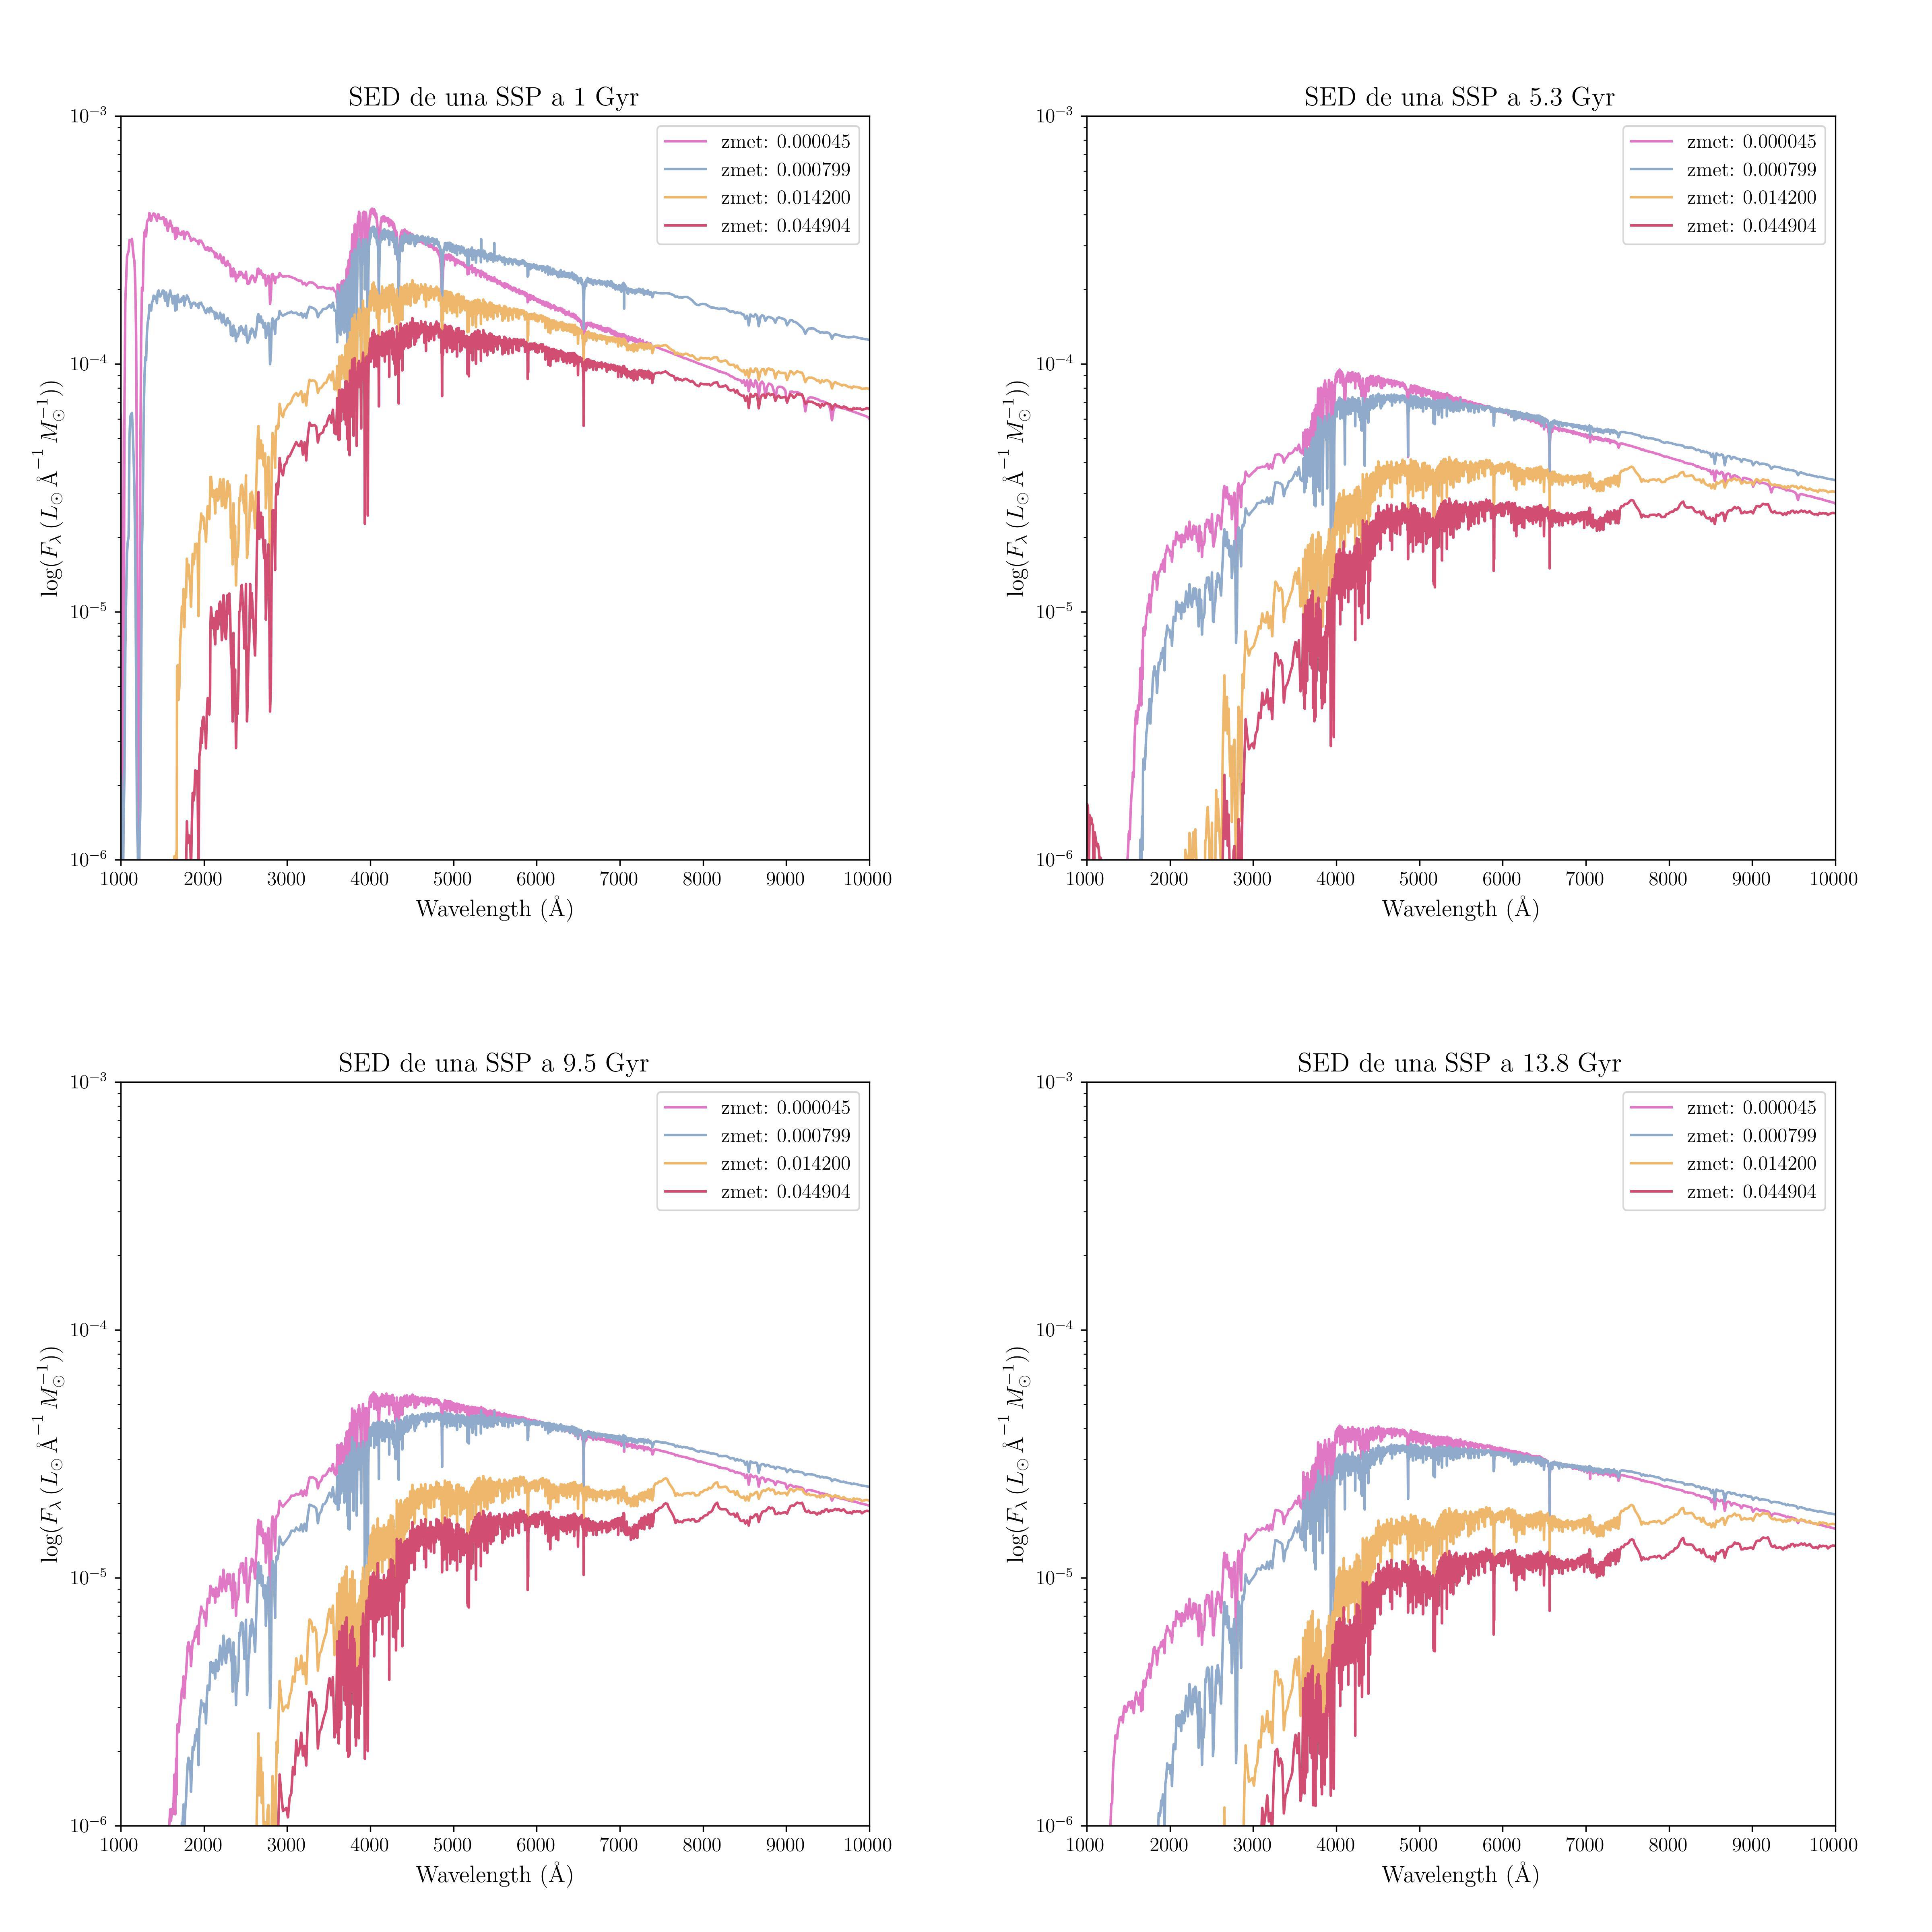 SED de una SSP a 1 Gyr
10⁻³
10⁻⁴
10⁻⁵
10⁻⁶
log(F_λ (L_⊙ Å⁻¹ M_⊙⁻¹))
zmet: 0.000045
zmet: 0.000799
zmet: 0.014200
zmet: 0.044904
1000 2000 3000 4000 5000 6000 7000 8000 9000 10000
Wavelength (Å)
SED de una SSP a 5.3 Gyr
10⁻³
10⁻⁴
10⁻⁵
10⁻⁶
log(F_λ (L_⊙ Å⁻¹ M_⊙⁻¹))
zmet: 0.000045
zmet: 0.000799
zmet: 0.014200
zmet: 0.044904
1000 2000 3000 4000 5000 6000 7000 8000 9000 10000
Wavelength (Å)
SED de una SSP a 9.5 Gyr
10⁻³
10⁻⁴
10⁻⁵
10⁻⁶
log(F_λ (L_⊙ Å⁻¹ M_⊙⁻¹))
zmet: 0.000045
zmet: 0.000799
zmet: 0.014200
zmet: 0.044904
1000 2000 3000 4000 5000 6000 7000 8000 9000 10000
Wavelength (Å)
SED de una SSP a 13.8 Gyr
10⁻³
10⁻⁴
10⁻⁵
10⁻⁶
log(F_λ (L_⊙ Å⁻¹ M_⊙⁻¹))
zmet: 0.000045
zmet: 0.000799
zmet: 0.014200
zmet: 0.044904
1000 2000 3000 4000 5000 6000 7000 8000 9000 10000
Wavelength (Å)